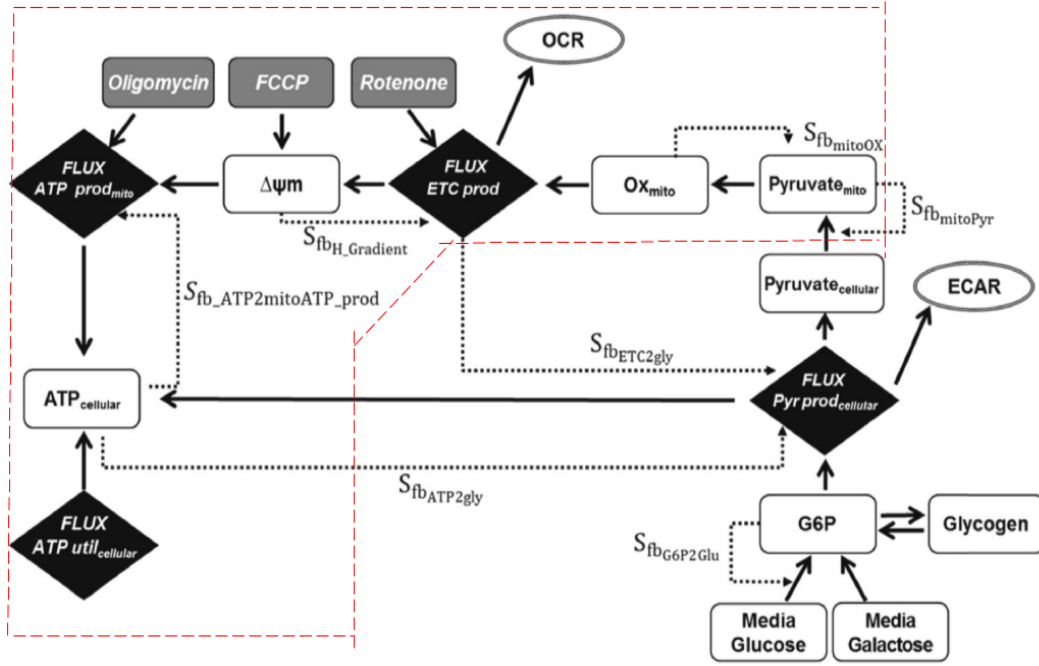 OCR
Oligomycin
FCCP
Rotenone
FLUX
ATP prod_mito
Δψm
FLUX
ETC prod
Ox_mito
Pyruvate_mito
S_fb_mitoOX
S_fb_mitoPyr
S_fb_H_Gradient
S_fb_ATP2mitoATP_prod
Pyruvate_cellular
ECAR
S_fb_ETC2gly
FLUX
Pyr prod_cellular
ATP_cellular
S_fb_ATP2gly
FLUX
ATP util_cellular
G6P
Glycogen
S_fb_G6P2Glu
Media
Glucose
Media
Galactose